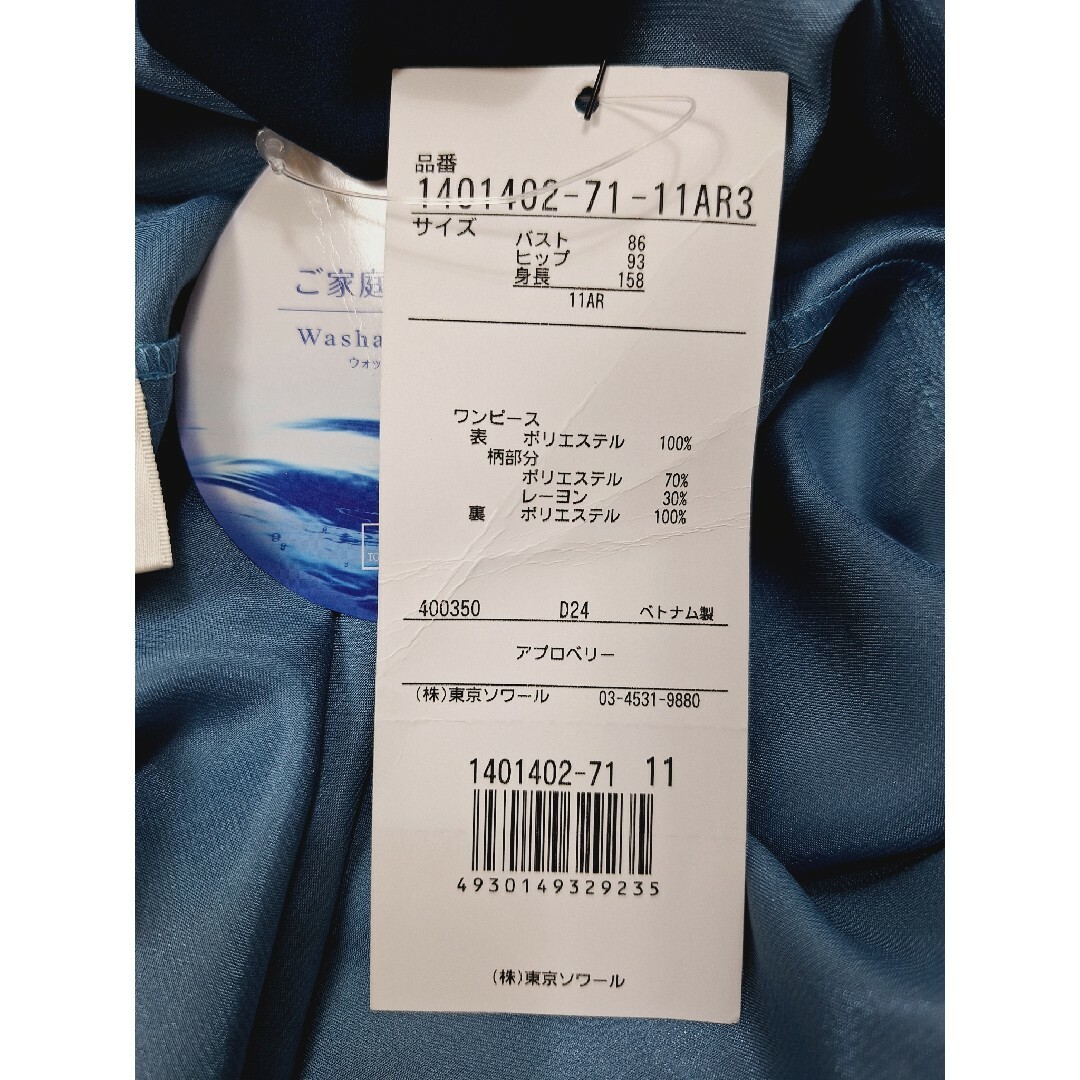 品番
1401402-71-11AR3
サイズ
バスト 86
ヒップ 93
身長 158
11AR
ワンピース
表 ポリエステル 100%
柄部分
ポリエステル 70%
レーヨン 30%
裏 ポリエステル 100%
400350 D24 ベトナム製
アプロベリー
(株)東京ソワール 03-4531-9880
1401402-71 11
4930149329235
(株)東京ソワール
ご家庭
Washa
ウォッ